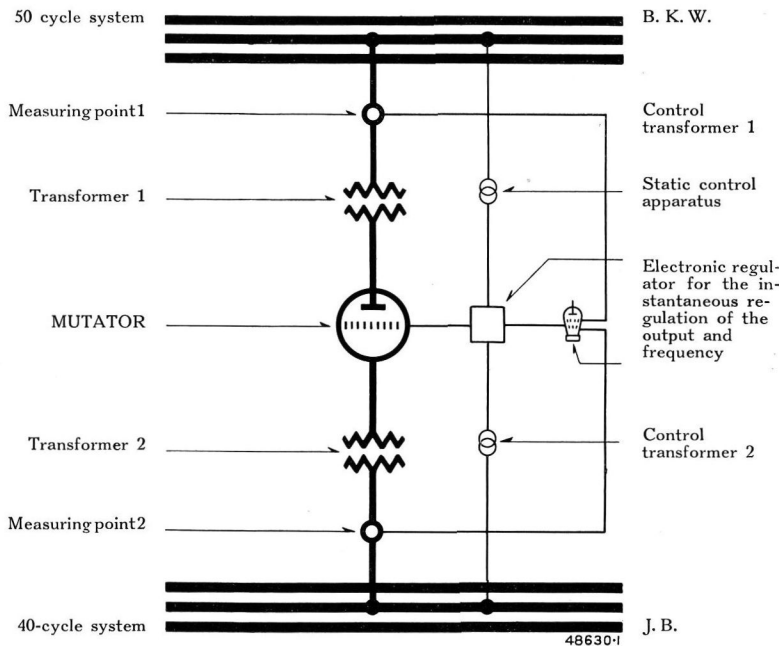 50 cycle system
B. K. W.
Measuring point1
Control
transformer 1
Transformer 1
Static control
apparatus
MUTATOR
Electronic regul-
ator for the in-
stantaneous re-
gulation of the
output and
frequency
Transformer 2
Control
transformer 2
Measuring point2
40-cycle system
J. B.
48630·1